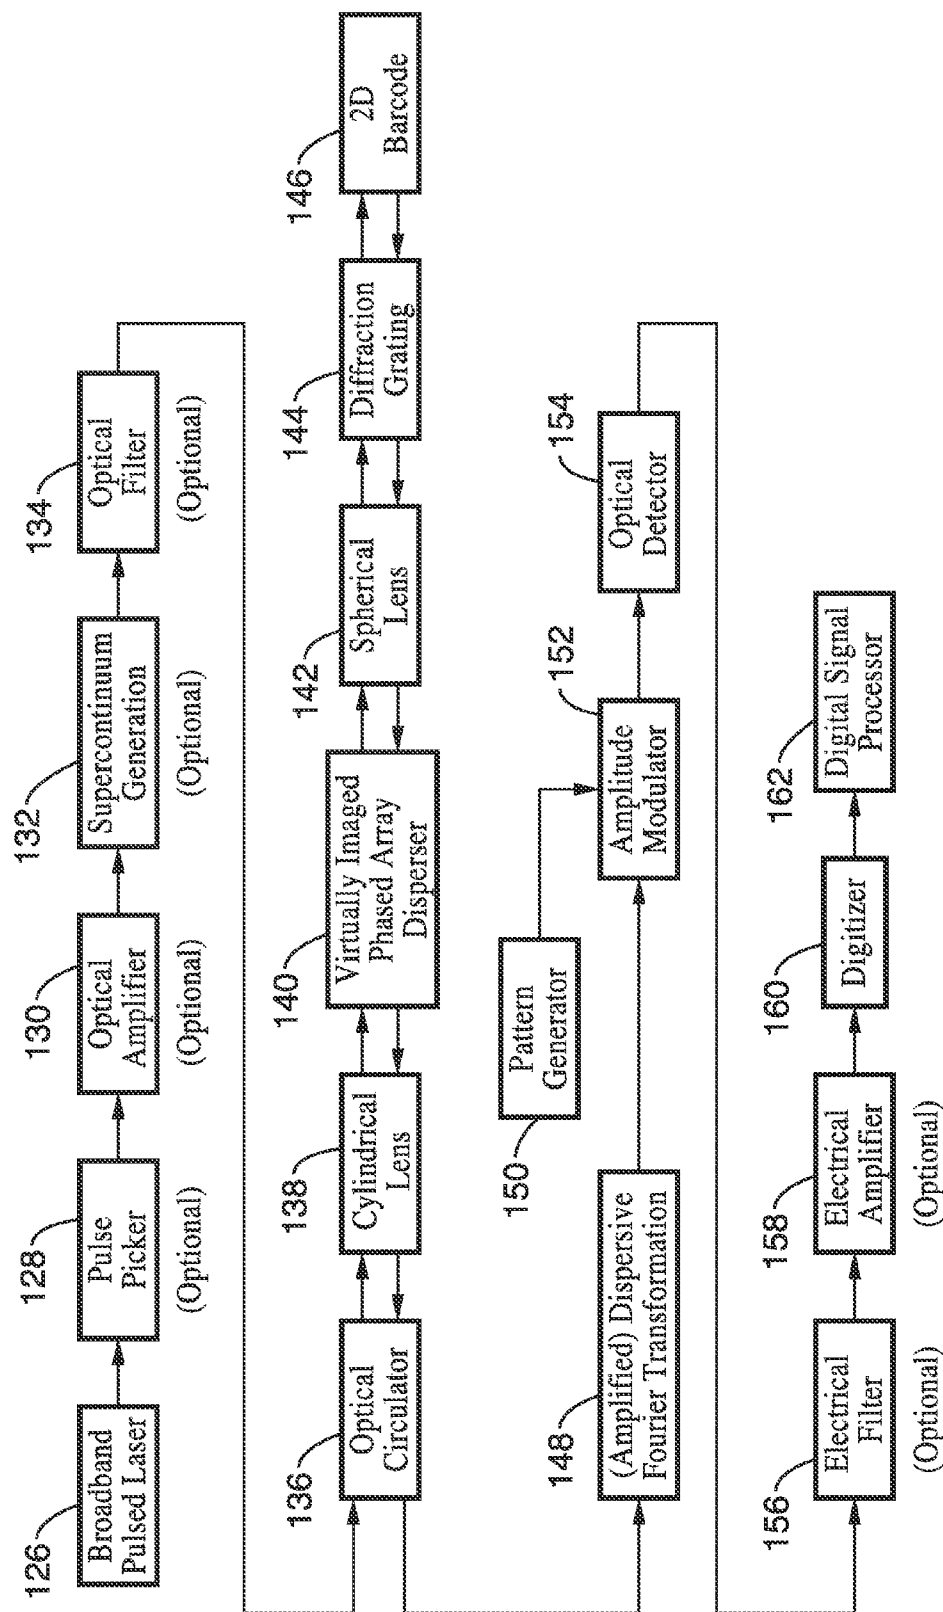 126
Broadband
Pulsed Laser
128
Pulse
Picker
(Optional)
130
Optical
Amplifier
(Optional)
132
Supercontinuum
Generation
(Optional)
134
Optical
Filter
(Optional)
136
Optical
Circulator
138
Cylindrical
Lens
140
Virtually Imaged
Phased Array
Disperser
142
Spherical
Lens
144
Diffraction
Grating
146
2D
Barcode
148
(Amplified) Dispersive
Fourier Transformation
150
Pattern
Generator
152
Amplitude
Modulator
154
Optical
Detector
156
Electrical
Filter
(Optional)
158
Electrical
Amplifier
(Optional)
160
Digitizer
162
Digital Signal
Processor